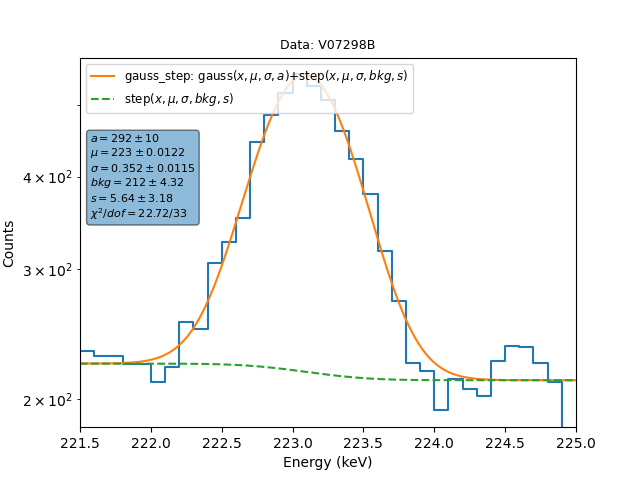 Data: V07298B
gauss_step: gauss(x, μ, σ, a)+step(x, μ, σ, bkg, s)
step(x, μ, σ, bkg, s)
a = 292 ± 10
μ = 223 ± 0.0122
σ = 0.352 ± 0.0115
bkg = 212 ± 4.32
s = 5.64 ± 3.18
χ²/dof = 22.72/33
4 × 10²
3 × 10²
2 × 10²
Counts
221.5 222.0 222.5 223.0 223.5 224.0 224.5 225.0
Energy (keV)